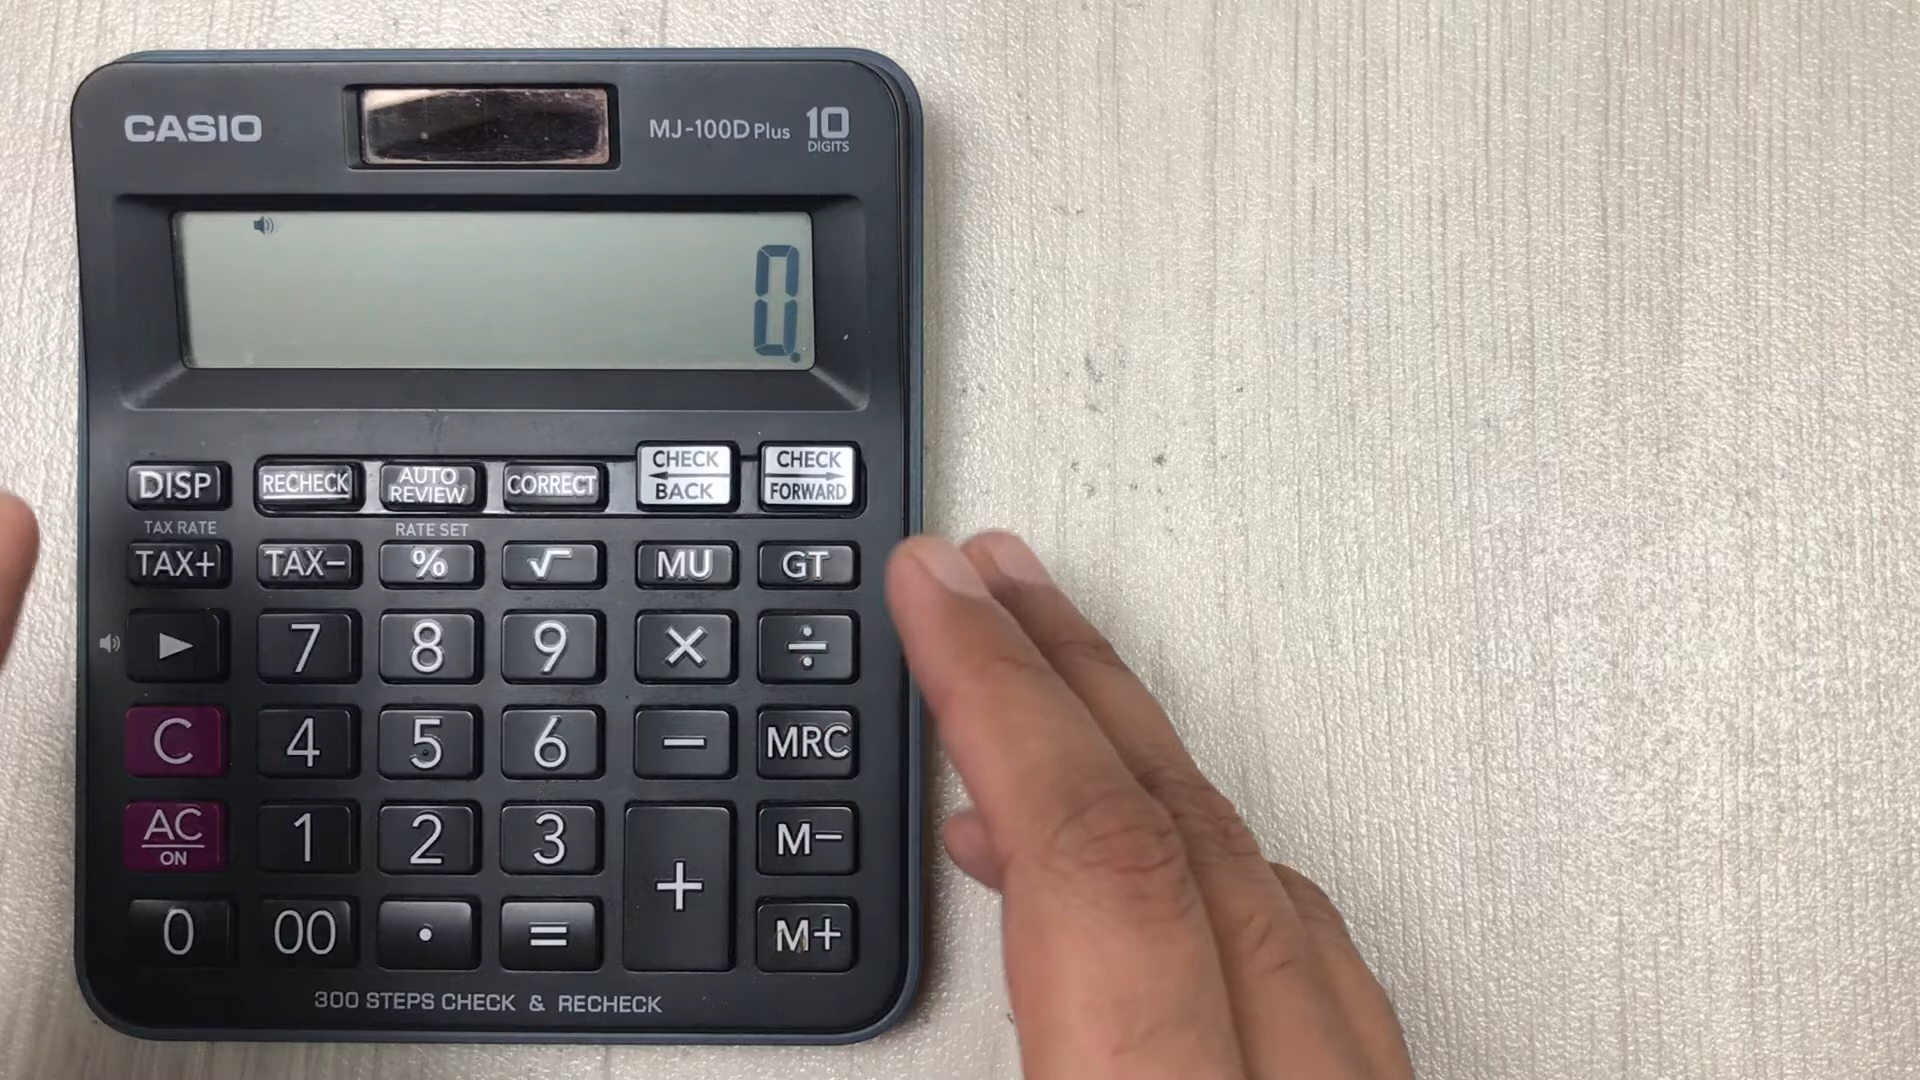 CASIO
MJ-100D Plus
10
DIGITS
0.
DISP
RECHECK
AUTO
REVIEW
CORRECT
CHECK
BACK
CHECK
FORWARD
TAX RATE
RATE SET
TAX+
TAX−
%
√
MU
GT
▶
7
8
9
×
÷
C
4
5
6
−
MRC
AC
ON
1
2
3
+
M−
0
00
·
=
M+
300 STEPS CHECK & RECHECK